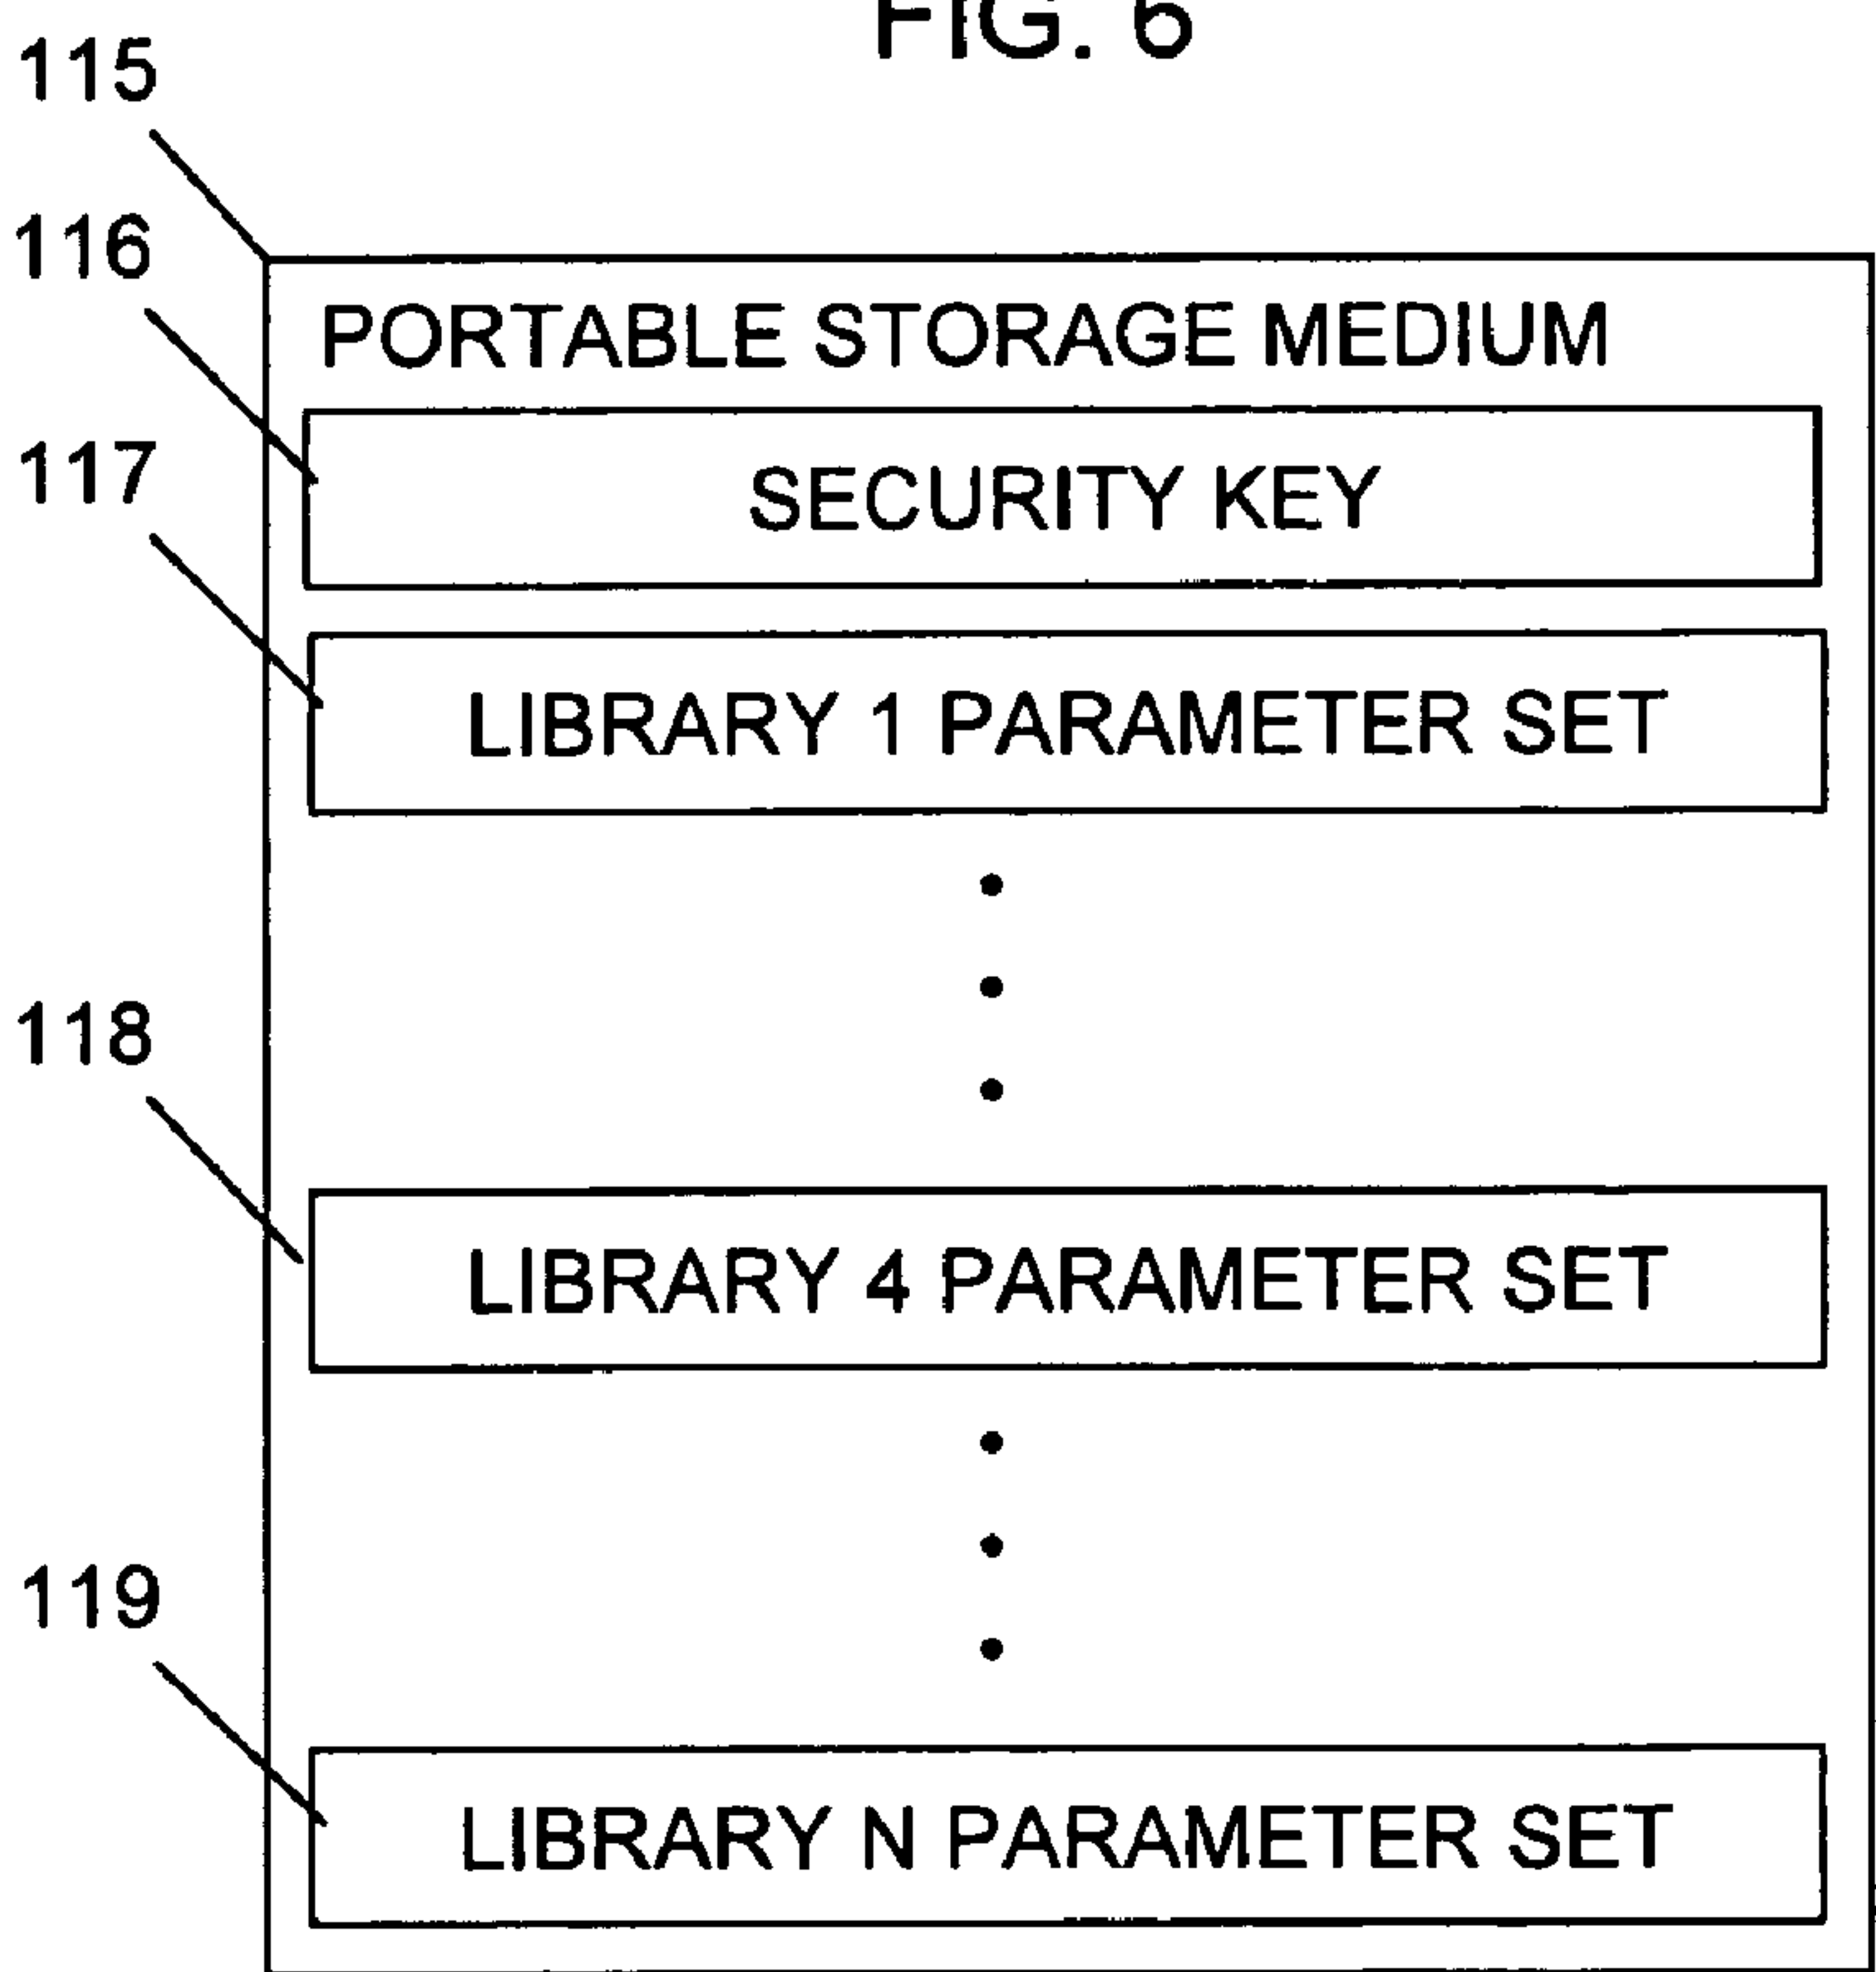 FIG. 6
115
116
PORTABLE STORAGE MEDIUM
117
SECURITY KEY
LIBRARY 1 PARAMETER SET
118
LIBRARY 4 PARAMETER SET
119
LIBRARY N PARAMETER SET